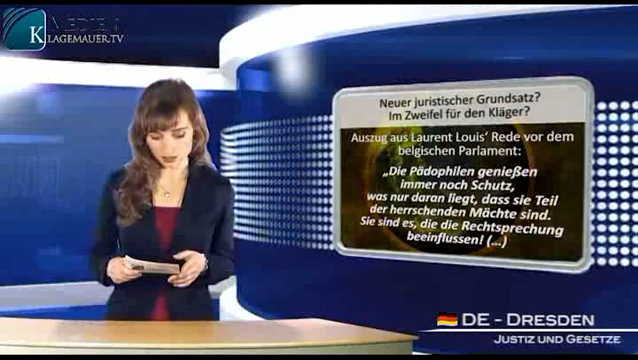 MEDIEN
KLAGEMAUER.TV
Neuer juristischer Grundsatz?
Im Zweifel für den Kläger?
Auszug aus Laurent Louis‘ Rede vor dem
belgischen Parlament:
„Die Pädophilen genießen
immer noch Schutz,
was nur daran liegt, dass sie Teil
der herrschenden Mächte sind.
Sie sind es, die die Rechtsprechung
beeinflussen! (...)
DE - DRESDEN
JUSTIZ UND GESETZE